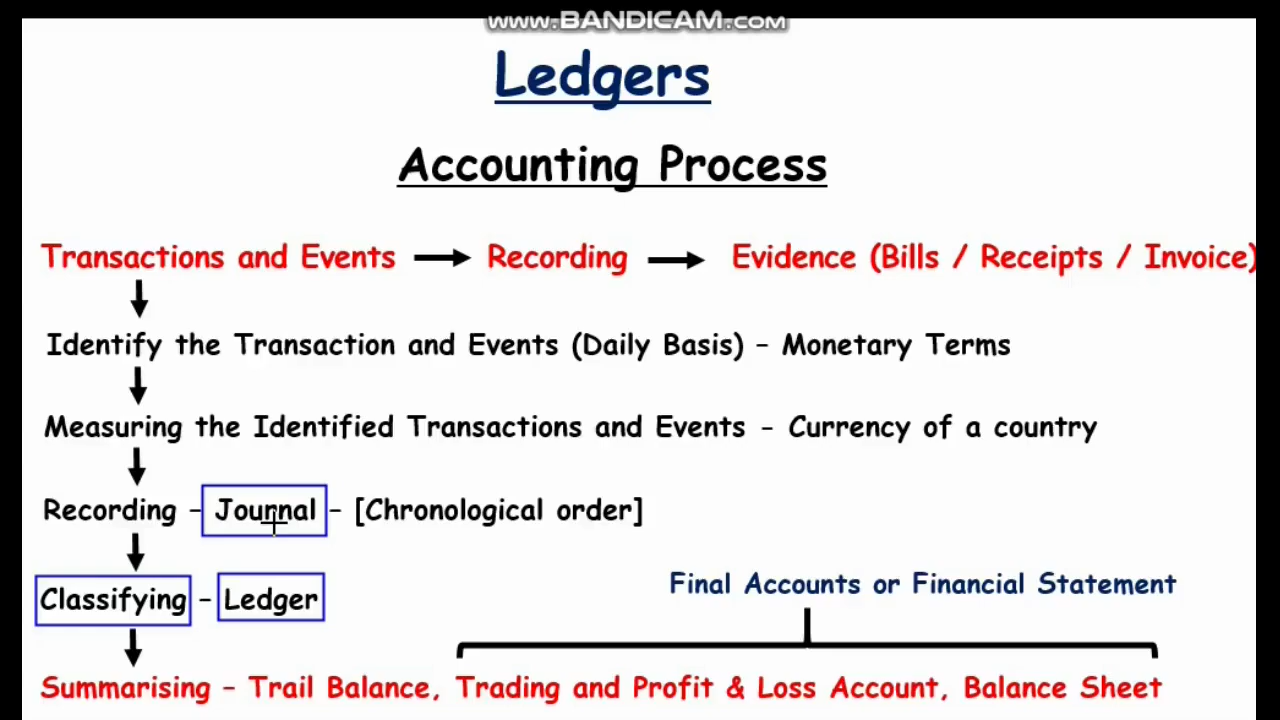 www.BANDICAM.com
Ledgers
Accounting Process
Transactions and Events → Recording → Evidence (Bills / Receipts / Invoice)
Identify the Transaction and Events (Daily Basis) - Monetary Terms
Measuring the Identified Transactions and Events - Currency of a country
Recording - Journal - [Chronological order]
Classifying - Ledger
Final Accounts or Financial Statement
Summarising - Trail Balance, Trading and Profit & Loss Account, Balance Sheet